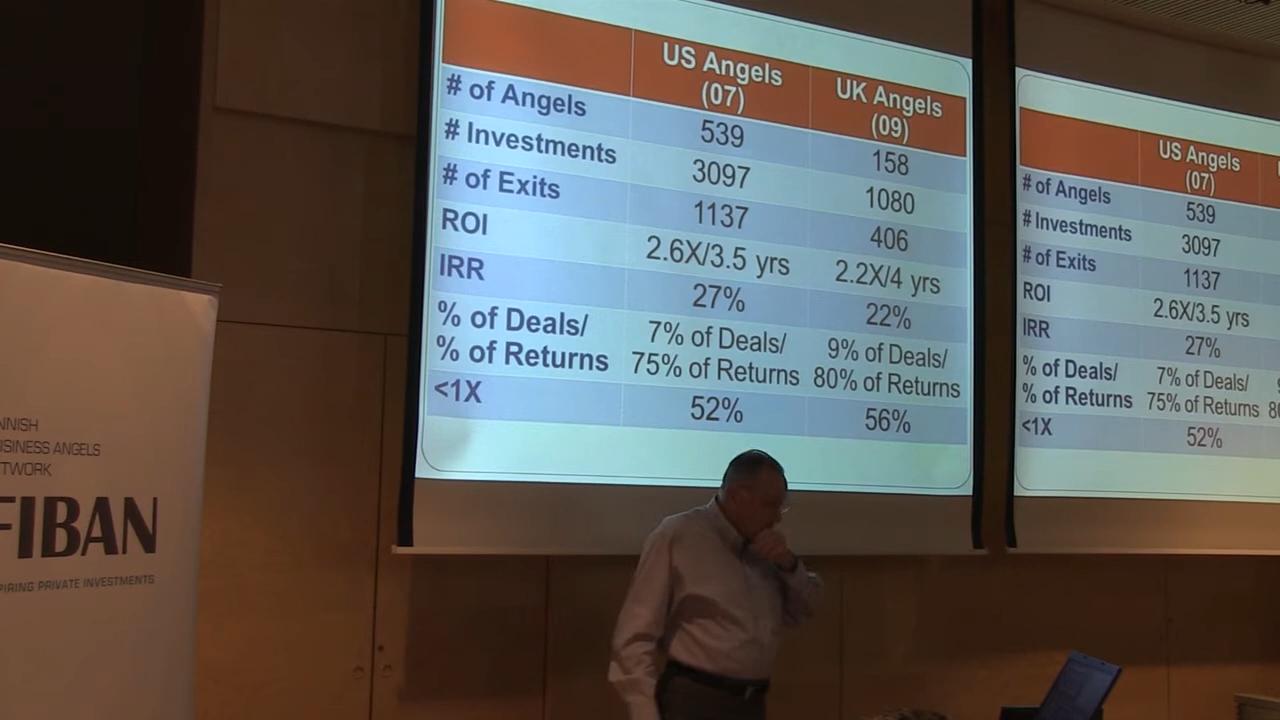 US Angels
(07)
UK Angels
(09)
# of Angels
539
158
# Investments
3097
1080
# of Exits
1137
406
ROI
2.6X/3.5 yrs
2.2X/4 yrs
IRR
27%
22%
% of Deals/
% of Returns
7% of Deals/
75% of Returns
9% of Deals/
80% of Returns
<1X
52%
56%
US Angels
(07)
# of Angels
539
# Investments
3097
# of Exits
1137
ROI
2.6X/3.5 yrs
IRR
27%
% of Deals/
% of Returns
7% of Deals/
75% of Returns
<1X
52%
NNISH
USINESS ANGELS
TWORK
FIBAN
PIRING PRIVATE INVESTMENTS